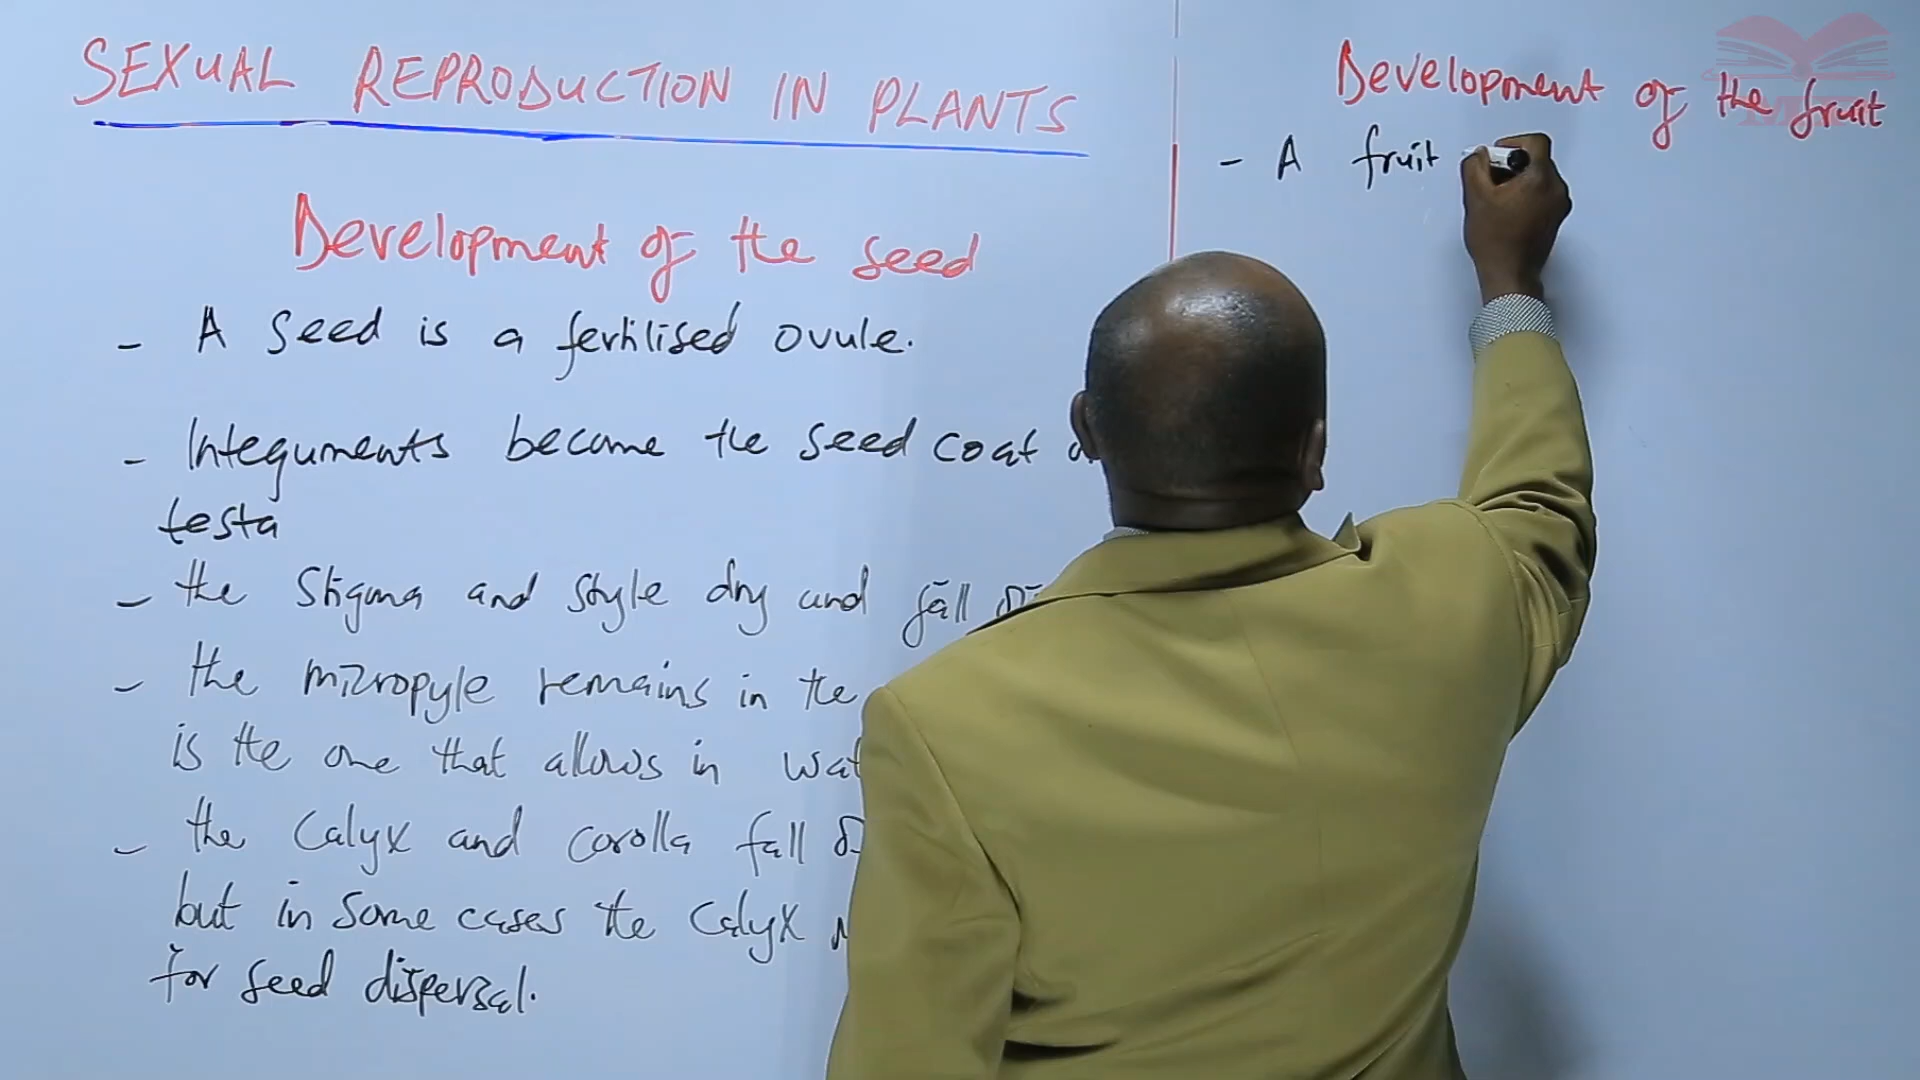 SEXUAL REPRODUCTION IN PLANTS
Development of the seed
- A seed is a fertilised ovule.
- Integuments become the seed coat
testa
- the stigma and style dry and fall
- the micropyle remains in the
is the one that allows in
- the calyx and corolla fall
but in some cases the calyx
for seed dispersal.
Development of the fruit
- A fruit